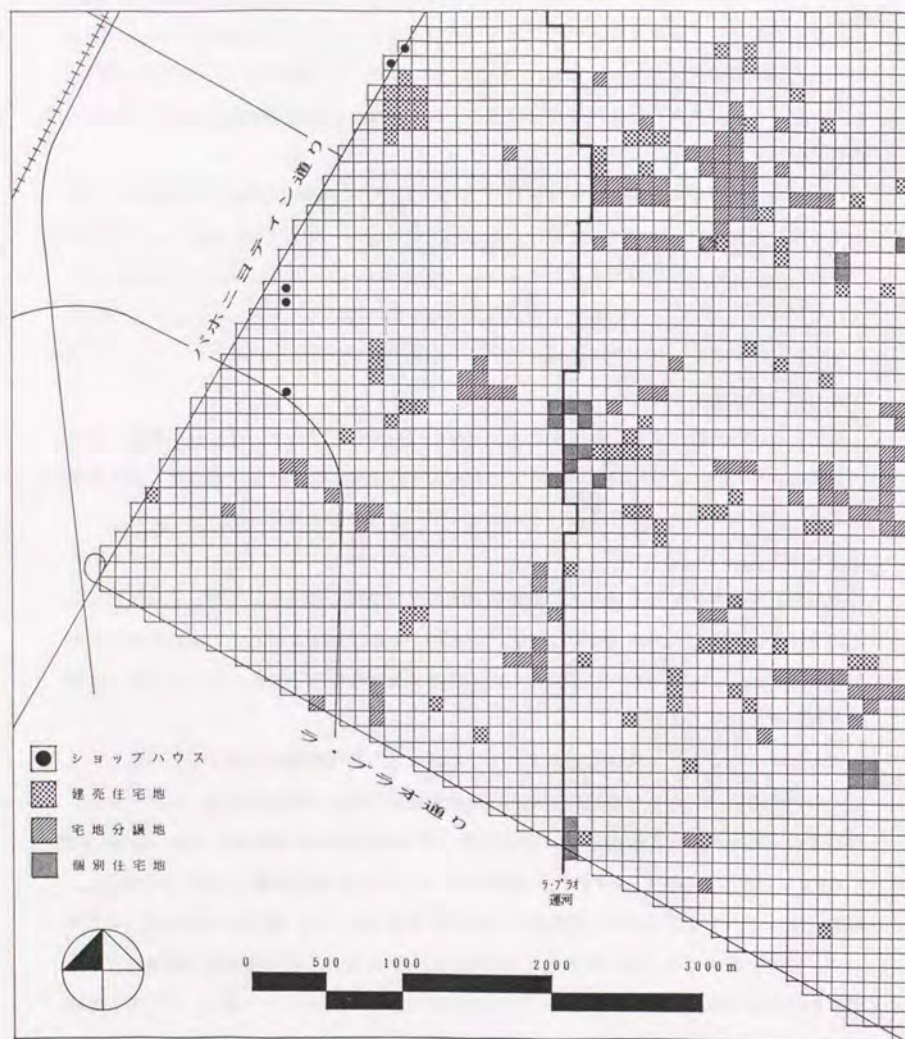 パホニョティン通り
ラ・プラオ通り
ショップハウス
建売住宅地
宅地分譲地
個別住宅地
ラ・プラオ
運河
0 500 1000 2000 3000m